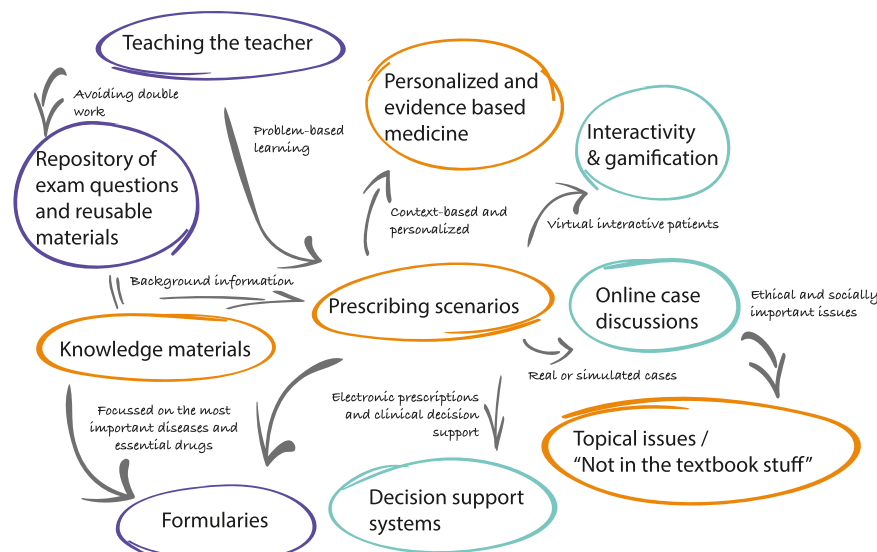 Teaching the teacher
Avoiding double
work
Problem-based
learning
Personalized and
evidence based
medicine
Interactivity
& gamification
Repository of
exam questions
and reusable
materials
Context-based and
personalized
Virtual interactive patients
Background information
Prescribing scenarios
Online case
discussions
Ethical and socially
important issues
Knowledge materials
Real or simulated cases
Focussed on the most
important diseases and
essential drugs
Electronic prescriptions
and clinical decision
support
Topical issues /
“Not in the textbook stuff”
Formularies
Decision support
systems